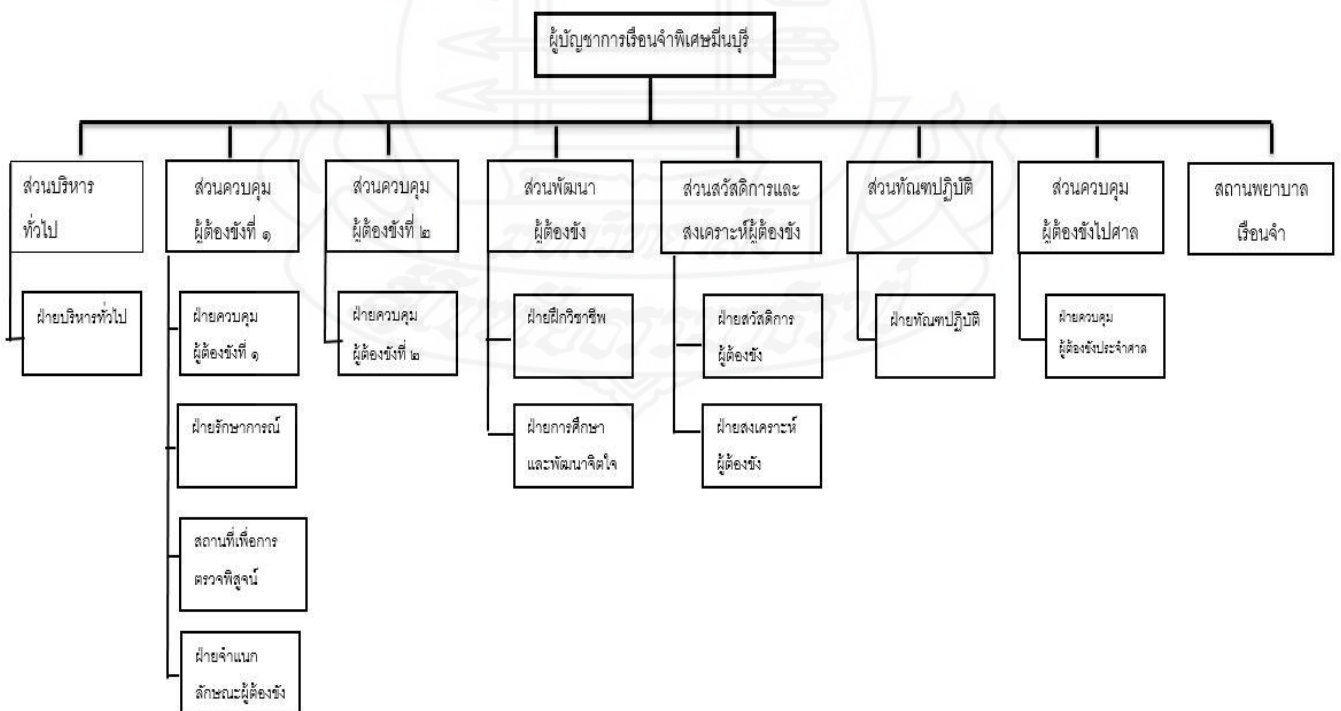 ผู้บัญชาการเรือนจำพิเศษมีนบุรี
ส่วนบริหาร
ทั่วไป
ส่วนควบคุม
ผู้ต้องขังที่ ๑
ส่วนควบคุม
ผู้ต้องขังที่ ๒
ส่วนพัฒนา
ผู้ต้องขัง
ส่วนสวัสดิการและ
สงเคราะห์ผู้ต้องขัง
ส่วนทัณฑปฏิบัติ
ส่วนควบคุม
ผู้ต้องขังไปศาล
สถานพยาบาล
เรือนจำ
ฝ่ายบริหารทั่วไป
ฝ่ายควบคุม
ผู้ต้องขังที่ ๑
ฝ่ายควบคุม
ผู้ต้องขังที่ ๒
ฝ่ายฝึกวิชาชีพ
ฝ่ายสวัสดิการ
ผู้ต้องขัง
ฝ่ายทัณฑปฏิบัติ
ฝ่ายควบคุม
ผู้ต้องขังประจำศาล
ฝ่ายรักษาการณ์
ฝ่ายการศึกษา
และพัฒนาจิตใจ
ฝ่ายสงเคราะห์
ผู้ต้องขัง
สถานที่เพื่อการ
ตรวจพิสูจน์
ฝ่ายจำแนก
ลักษณะผู้ต้องขัง